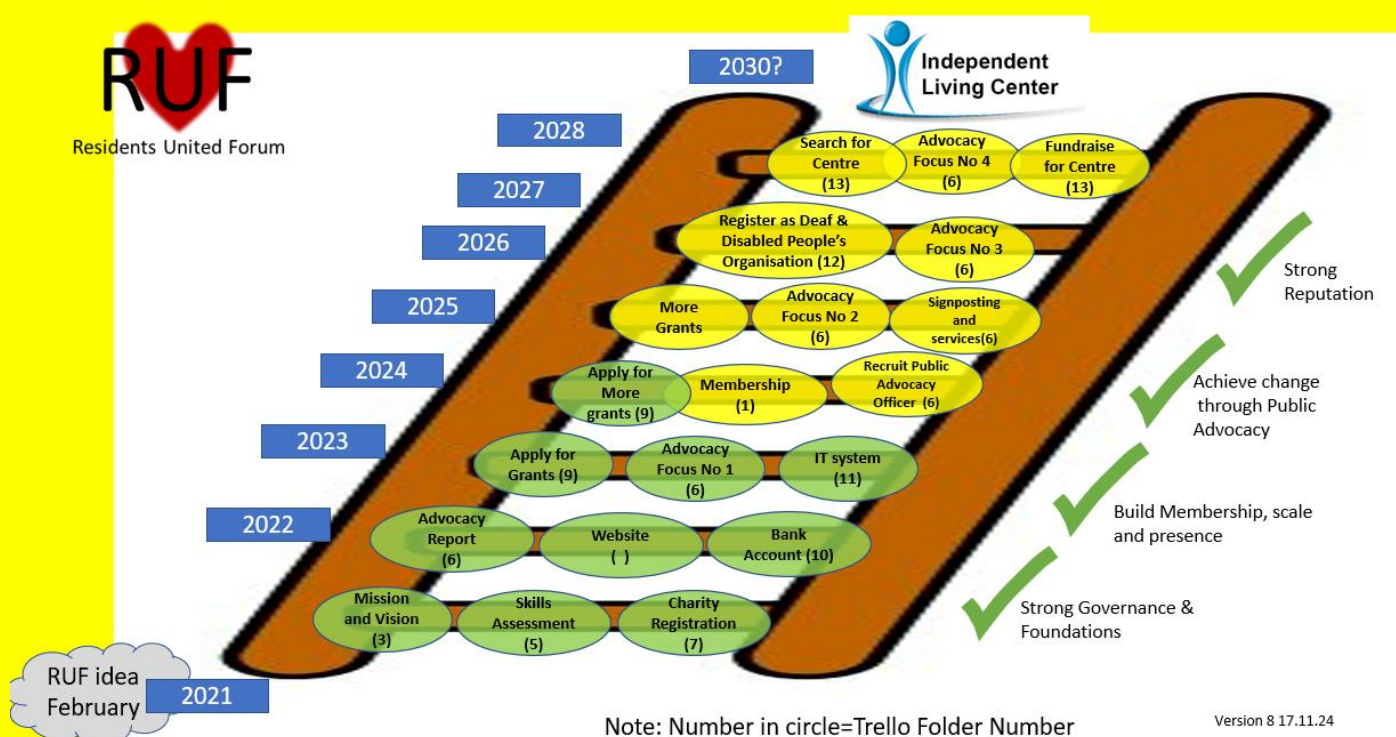 RUF
Residents United Forum
2030?
Independent
Living Center
2028
Search for
Centre
(13)
Advocacy
Focus No 4
(6)
Fundraise
for Centre
(13)
2027
2026
Register as Deaf &
Disabled People's
Organisation (12)
Advocacy
Focus No 3
(6)
Strong
Reputation
2025
More
Grants
Advocacy
Focus No 2
(6)
Signposting
and
services(6)
2024
Apply for
More
grants (9)
Membership
(1)
Recruit Public
Advocacy
Officer (6)
Achieve change
through Public
Advocacy
2023
Apply for
Grants (9)
Advocacy
Focus No 1
(6)
IT system
(11)
Build Membership, scale
and presence
2022
Advocacy
Report
(6)
Website
( )
Bank
Account (10)
Mission
and Vision
(3)
Skills
Assessment
(5)
Charity
Registration
(7)
Strong Governance &
Foundations
RUF idea
February
2021
Note: Number in circle=Trello Folder Number
Version 8 17.11.24